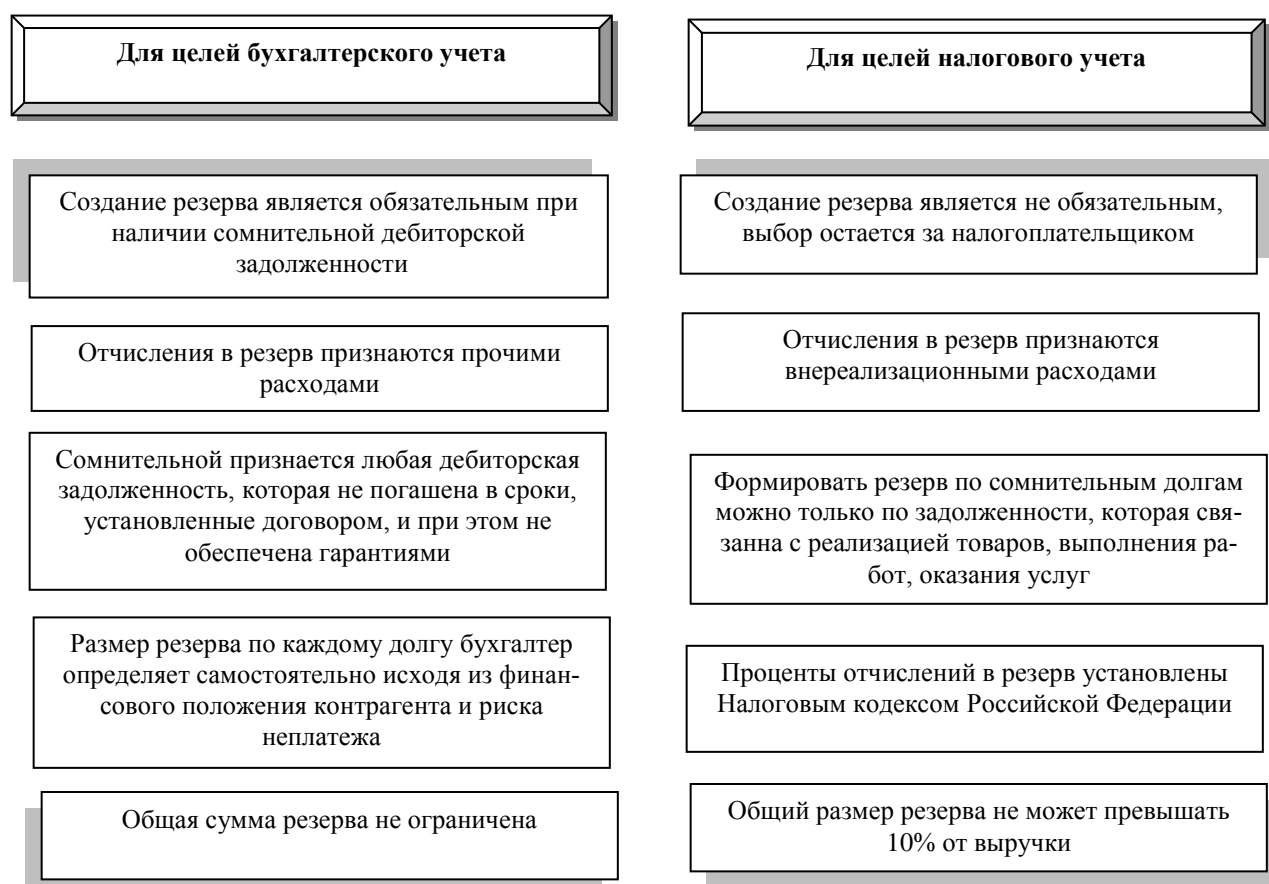 Для целей бухгалтерского учета
Для целей налогового учета
Создание резерва является обязательным при
наличии сомнительной дебиторской
задолженности
Создание резерва является не обязательным,
выбор остается за налогоплательщиком
Отчисления в резерв признаются прочими
расходами
Отчисления в резерв признаются
внереализационными расходами
Сомнительной признается любая дебиторская
задолженность, которая не погашена в сроки,
установленные договором, и при этом не
обеспечена гарантиями
Формировать резерв по сомнительным долгам
можно только по задолженности, которая свя-
занна с реализацией товаров, выполнения ра-
бот, оказания услуг
Размер резерва по каждому долгу бухгалтер
определяет самостоятельно исходя из финан-
сового положения контрагента и риска
неплатежа
Проценты отчислений в резерв установлены
Налоговым кодексом Российской Федерации
Общая сумма резерва не ограничена
Общий размер резерва не может превышать
10% от выручки